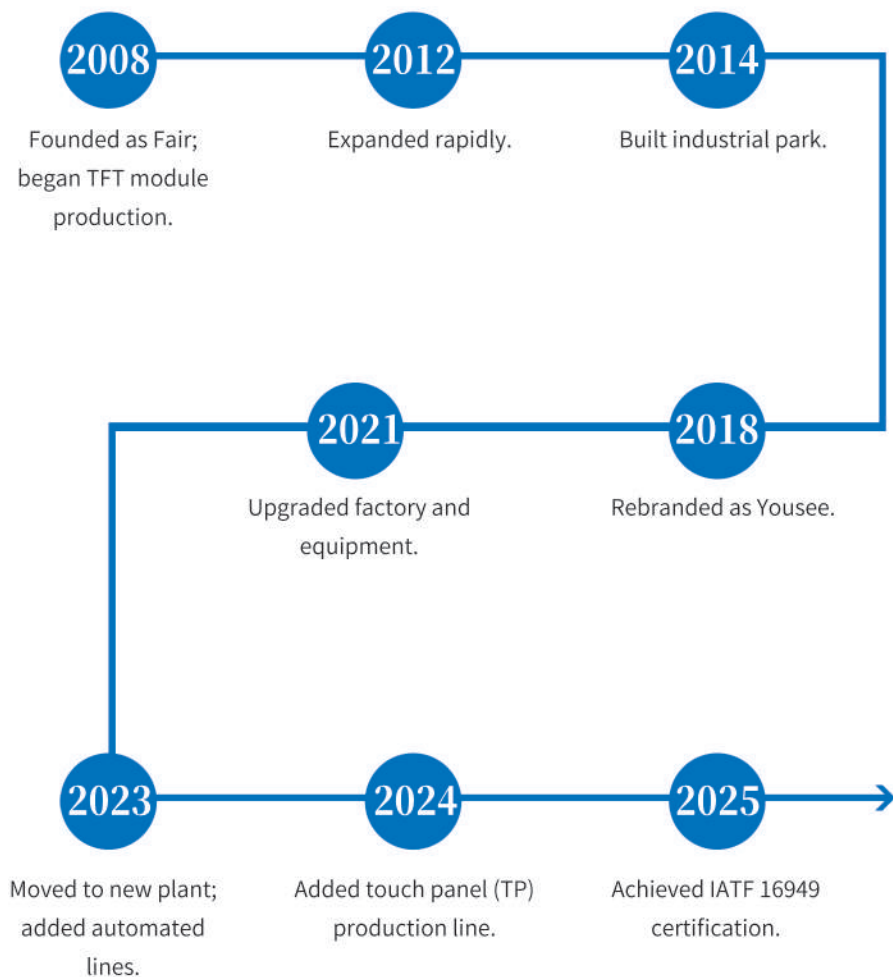 2008
Founded as Fair;
began TFT module
production.
2012
Expanded rapidly.
2014
Built industrial park.
2018
Rebranded as Yousee.
2021
Upgraded factory and
equipment.
2023
Moved to new plant;
added automated
lines.
2024
Added touch panel (TP)
production line.
2025
Achieved IATF 16949
certification.